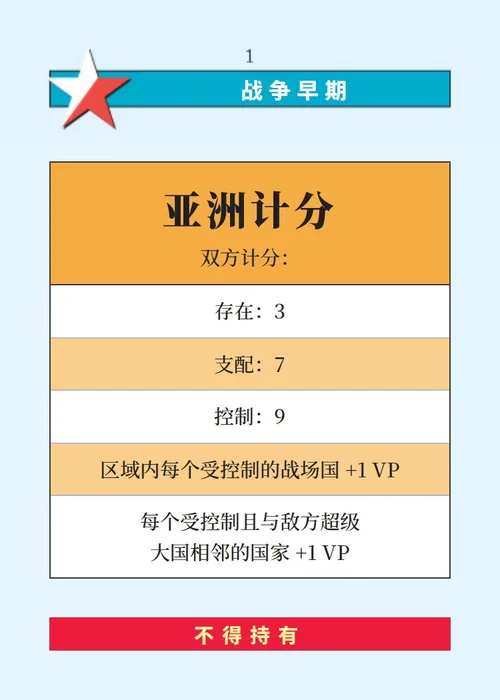 1
战争早期
亚洲计分
双方计分：
存在：3
支配：7
控制：9
区域内每个受控制的战场国 +1 VP
每个受控制且与敌方超级
大国相邻的国家 +1 VP
不得持有